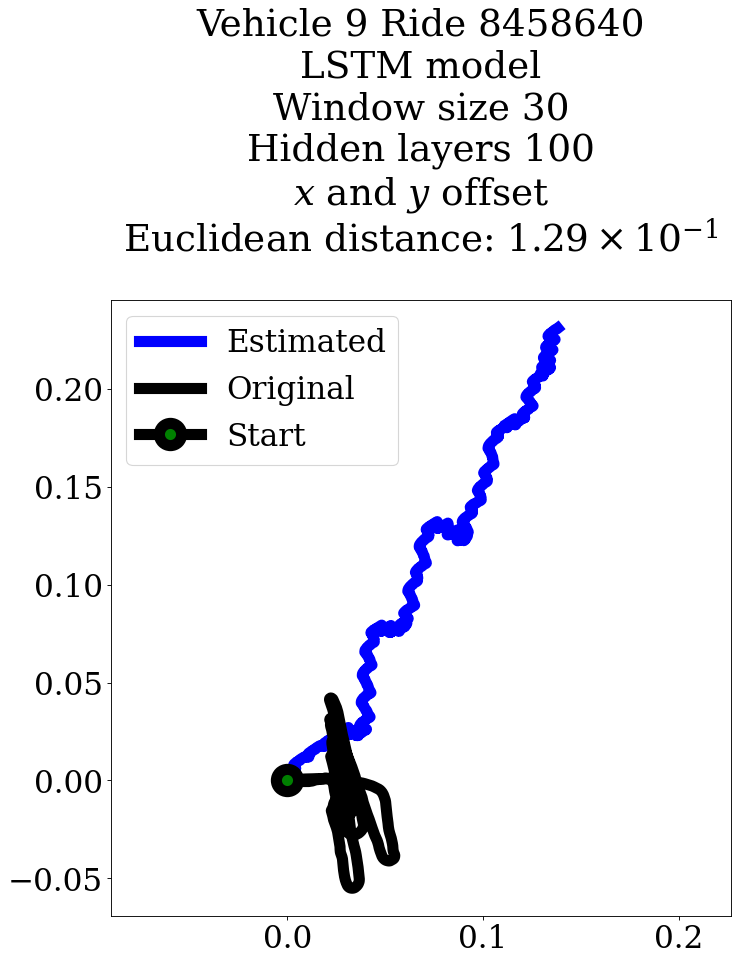 Vehicle 9 Ride 8458640
LSTM model
Window size 30
Hidden layers 100
x and y offset
Euclidean distance: 1.29 × 10⁻¹
Estimated
Original
Start
0.20
0.15
0.10
0.05
0.00
−0.05
0.0 0.1 0.2